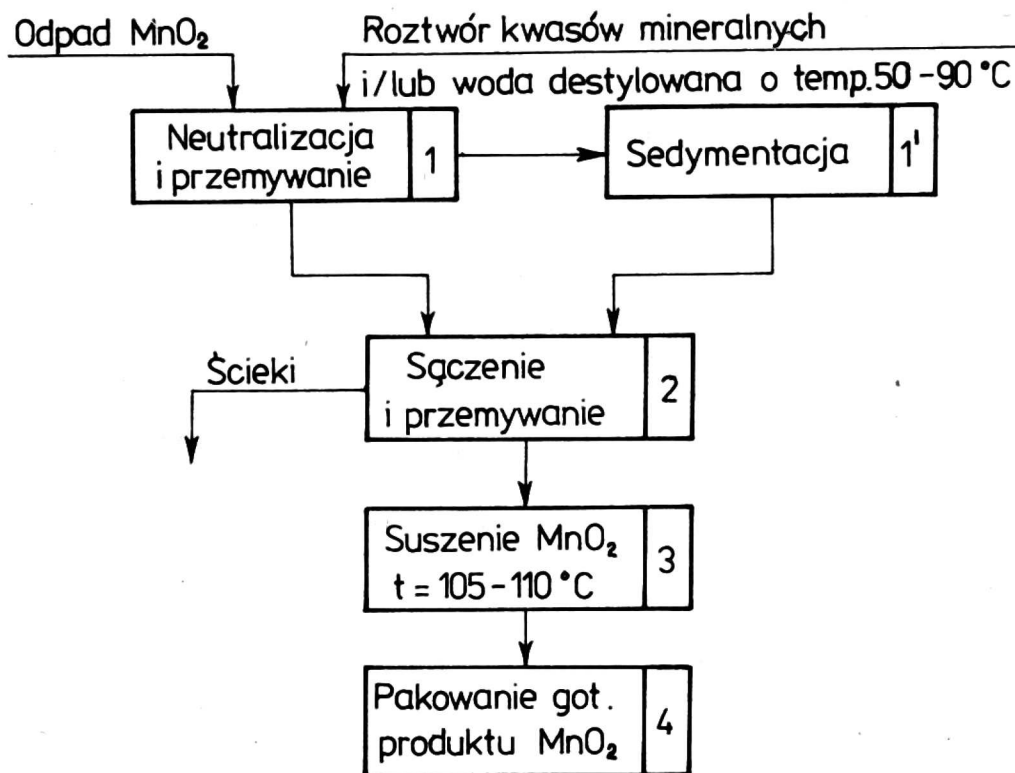 Odpad MnO₂
Roztwór kwasów mineralnych
i/lub woda destylowana o temp. 50-90 °C
Neutralizacja
i przemywanie
1
Sedymentacja
1'
Ścieki
Sączenie
i przemywanie
2
Suszenie MnO₂
t = 105-110 °C
3
Pakowanie got.
produktu MnO₂
4